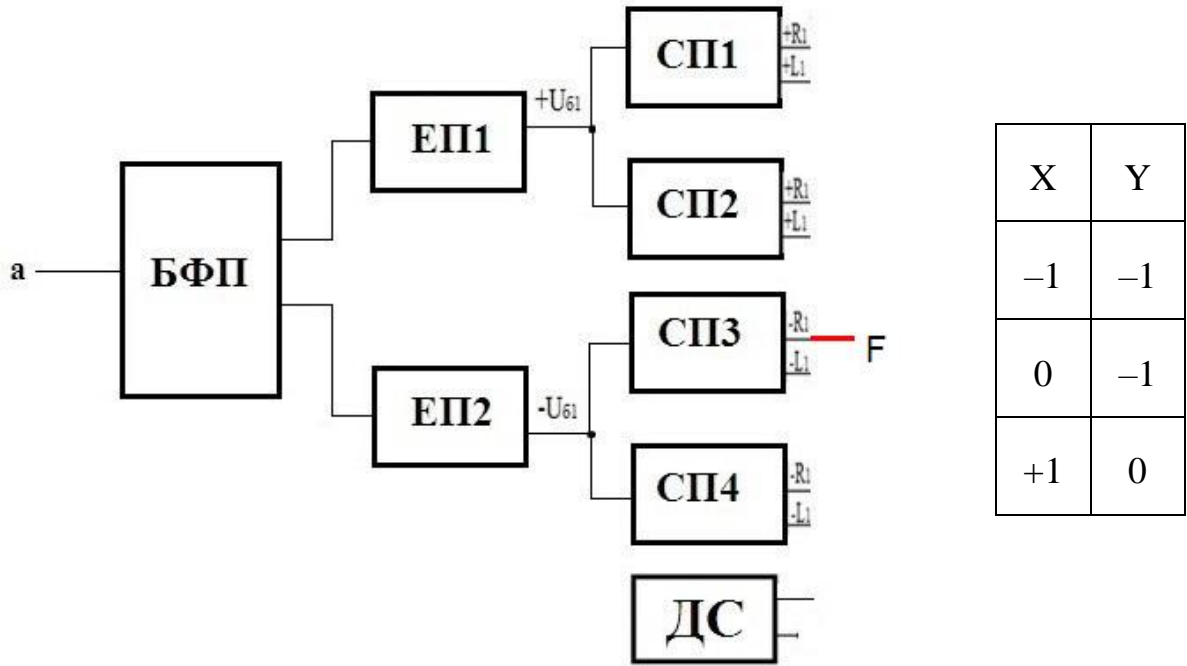 а
БФП
ЕП1
+Uб1
СП1
+R1
+L1
СП2
+R1
+L1
ЕП2
-Uб1
СП3
-R1
-L1
F
СП4
-R1
-L1
ДС
X Y
–1 –1
0 –1
+1 0